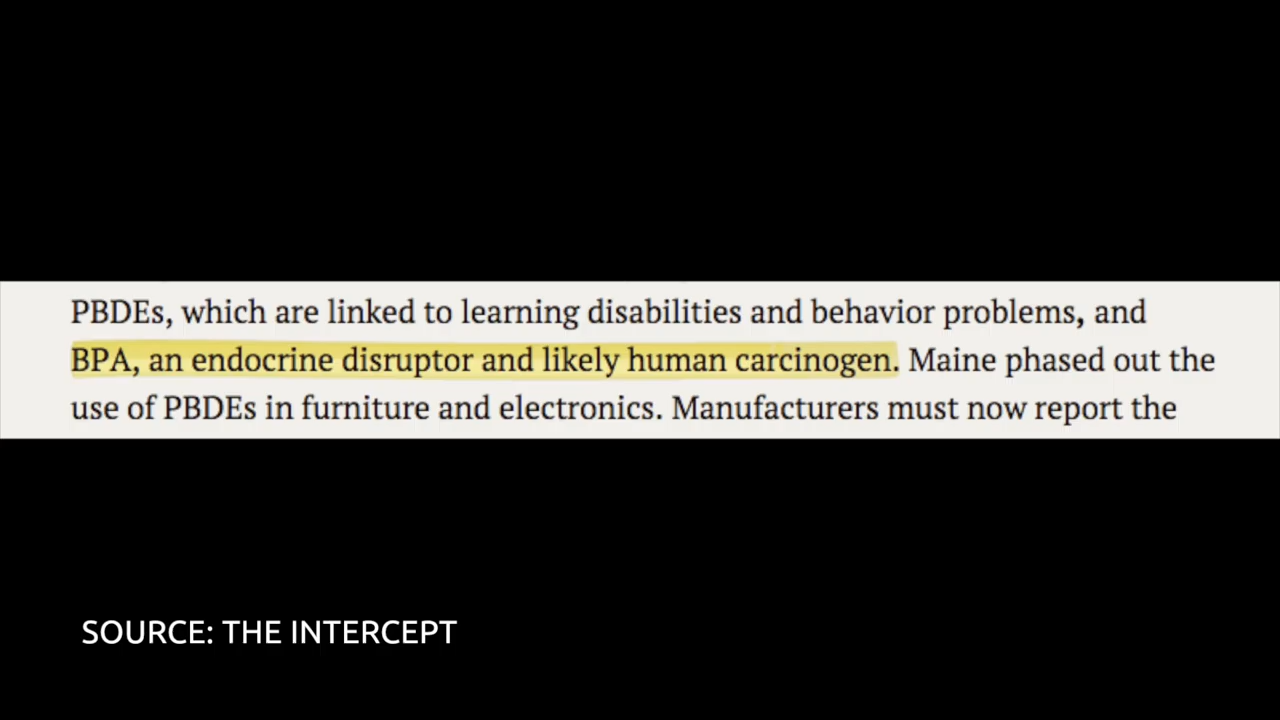 PBDEs, which are linked to learning disabilities and behavior problems, and
BPA, an endocrine disruptor and likely human carcinogen. Maine phased out the
use of PBDEs in furniture and electronics. Manufacturers must now report the
SOURCE: THE INTERCEPT